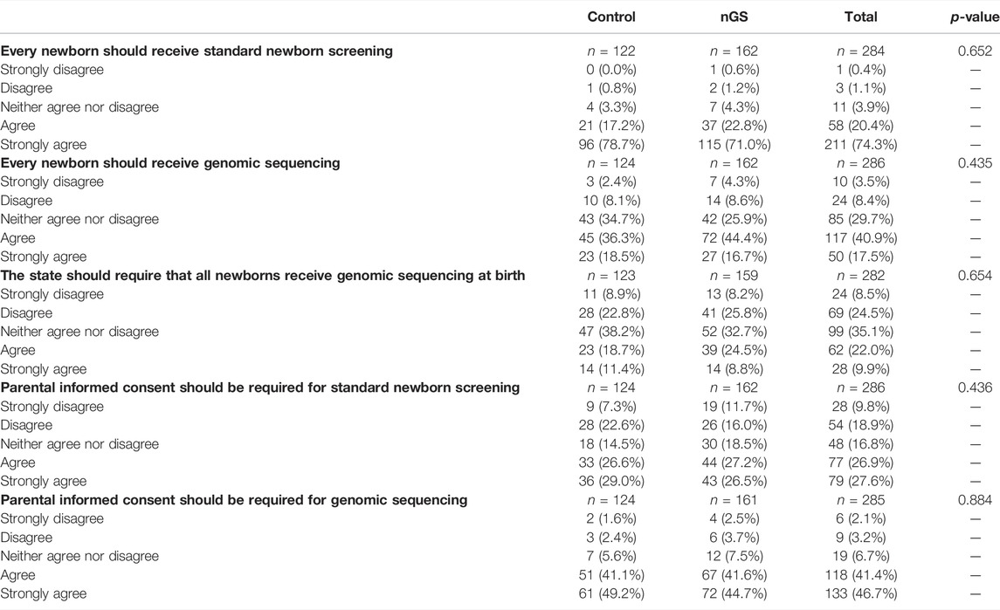 Control nGS Total p-value
Every newborn should receive standard newborn screening n = 122 n = 162 n = 284 0.652
Strongly disagree 0 (0.0%) 1 (0.6%) 1 (0.4%) —
Disagree 1 (0.8%) 2 (1.2%) 3 (1.1%) —
Neither agree nor disagree 4 (3.3%) 7 (4.3%) 11 (3.9%) —
Agree 21 (17.2%) 37 (22.8%) 58 (20.4%) —
Strongly agree 96 (78.7%) 115 (71.0%) 211 (74.3%) —
Every newborn should receive genomic sequencing n = 124 n = 162 n = 286 0.435
Strongly disagree 3 (2.4%) 7 (4.3%) 10 (3.5%) —
Disagree 10 (8.1%) 14 (8.6%) 24 (8.4%) —
Neither agree nor disagree 43 (34.7%) 42 (25.9%) 85 (29.7%) —
Agree 45 (36.3%) 72 (44.4%) 117 (40.9%) —
Strongly agree 23 (18.5%) 27 (16.7%) 50 (17.5%) —
The state should require that all newborns receive genomic sequencing at birth n = 123 n = 159 n = 282 0.654
Strongly disagree 11 (8.9%) 13 (8.2%) 24 (8.5%) —
Disagree 28 (22.8%) 41 (25.8%) 69 (24.5%) —
Neither agree nor disagree 47 (38.2%) 52 (32.7%) 99 (35.1%) —
Agree 23 (18.7%) 39 (24.5%) 62 (22.0%) —
Strongly agree 14 (11.4%) 14 (8.8%) 28 (9.9%) —
Parental informed consent should be required for standard newborn screening n = 124 n = 162 n = 286 0.436
Strongly disagree 9 (7.3%) 19 (11.7%) 28 (9.8%) —
Disagree 28 (22.6%) 26 (16.0%) 54 (18.9%) —
Neither agree nor disagree 18 (14.5%) 30 (18.5%) 48 (16.8%) —
Agree 33 (26.6%) 44 (27.2%) 77 (26.9%) —
Strongly agree 36 (29.0%) 43 (26.5%) 79 (27.6%) —
Parental informed consent should be required for genomic sequencing n = 124 n = 161 n = 285 0.884
Strongly disagree 2 (1.6%) 4 (2.5%) 6 (2.1%) —
Disagree 3 (2.4%) 6 (3.7%) 9 (3.2%) —
Neither agree nor disagree 7 (5.6%) 12 (7.5%) 19 (6.7%) —
Agree 51 (41.1%) 67 (41.6%) 118 (41.4%) —
Strongly agree 61 (49.2%) 72 (44.7%) 133 (46.7%) —